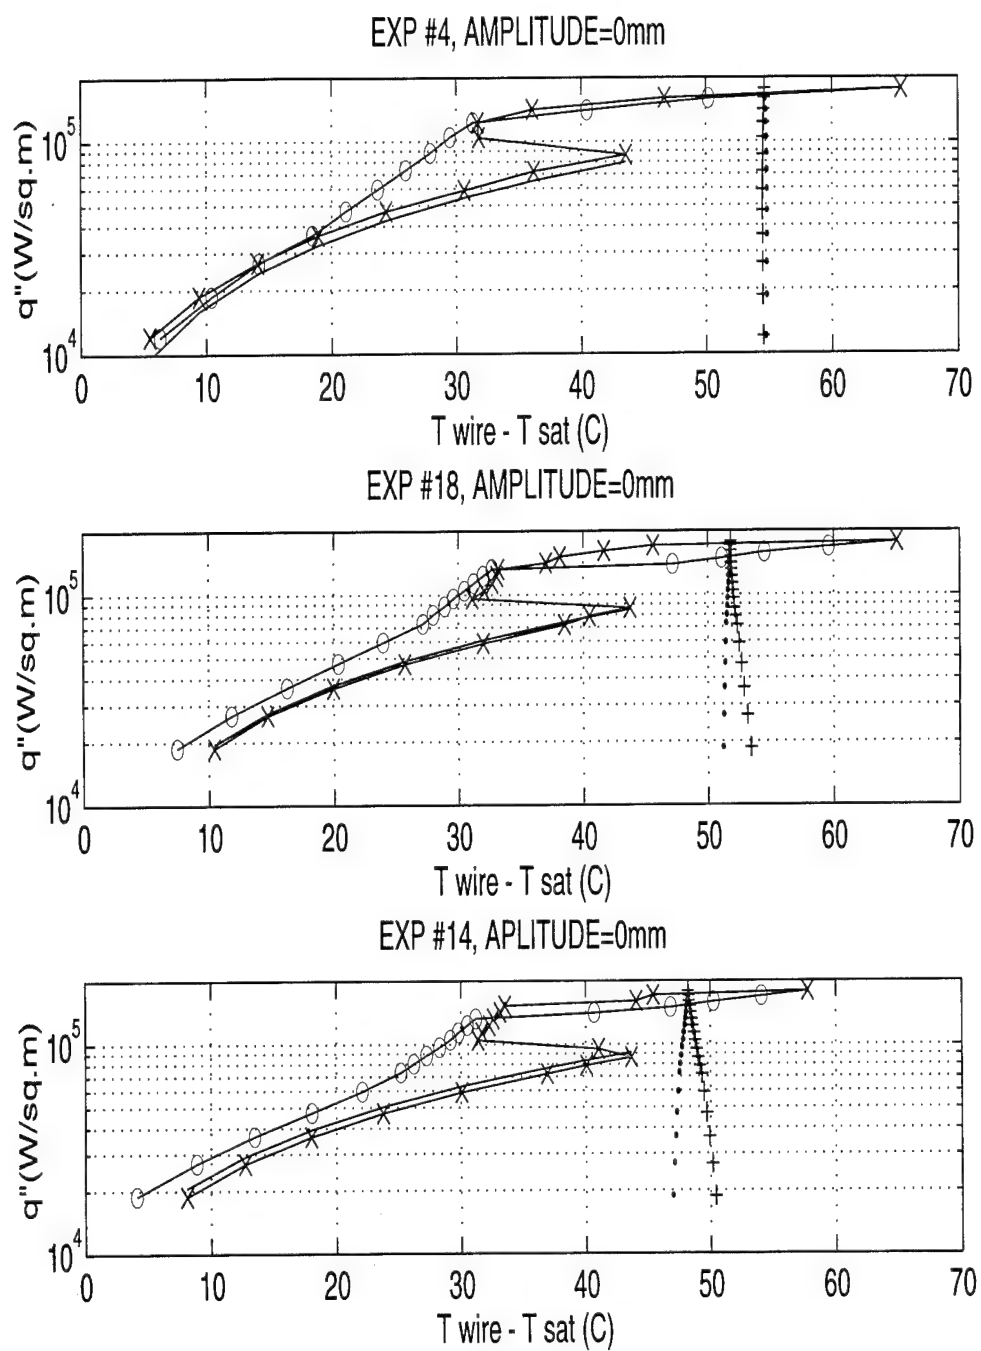 EXP #4, AMPLITUDE=0mm
q"(W/sq.m)
10^5
10^4
0 10 20 30 40 50 60 70
T wire - T sat (C)
EXP #18, AMPLITUDE=0mm
q"(W/sq.m)
10^5
10^4
0 10 20 30 40 50 60 70
T wire - T sat (C)
EXP #14, APLITUDE=0mm
q"(W/sq.m)
10^5
10^4
0 10 20 30 40 50 60 70
T wire - T sat (C)